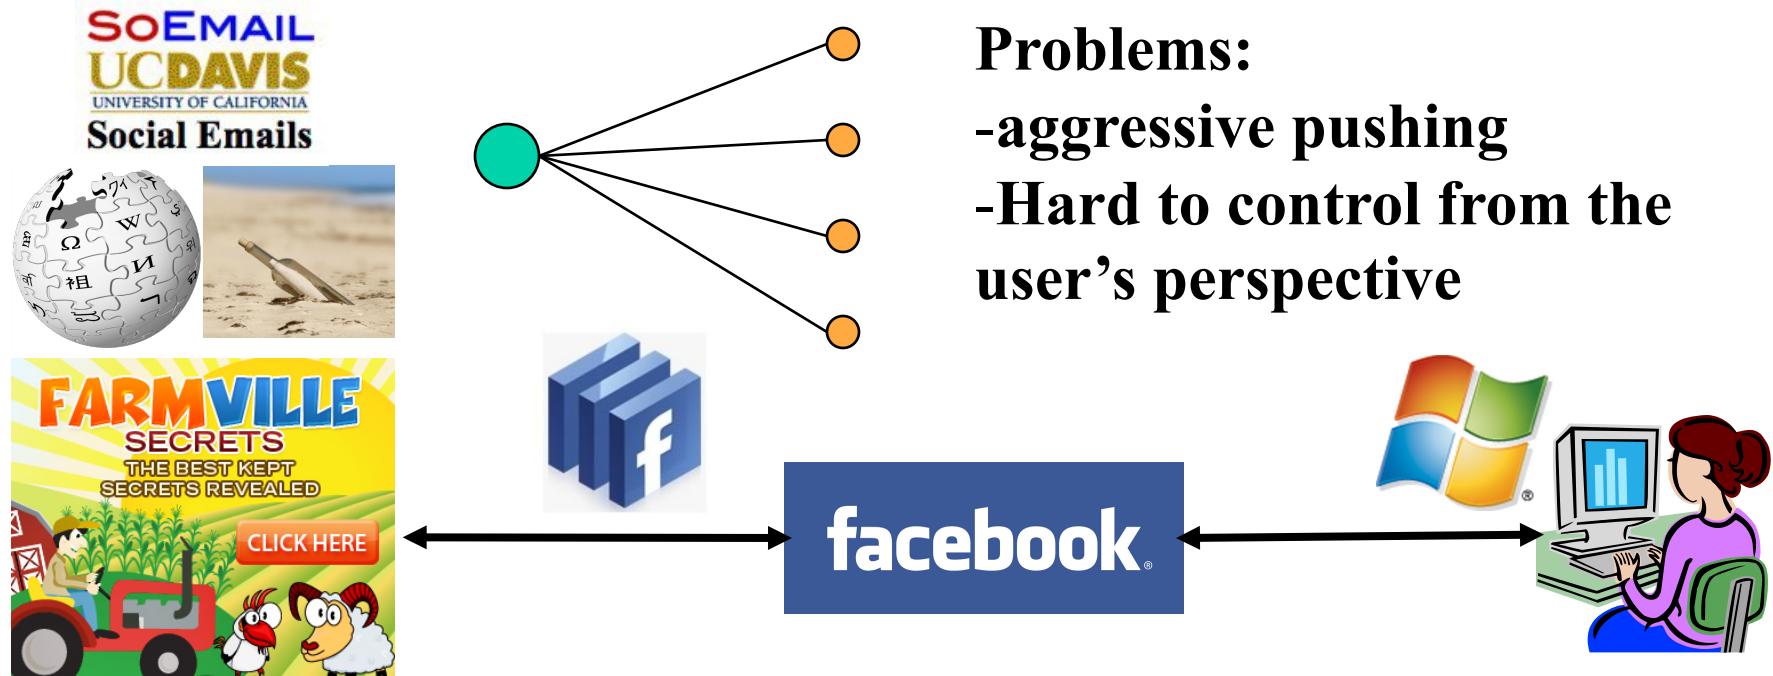 SOEMAIL
UCDAVIS
UNIVERSITY OF CALIFORNIA
Social Emails
Problems:
-aggressive pushing
-Hard to control from the
user’s perspective
Ω
W
И
祖
FARMVILLE
SECRETS
THE BEST KEPT
SECRETS REVEALED
CLICK HERE
f
facebook®
®